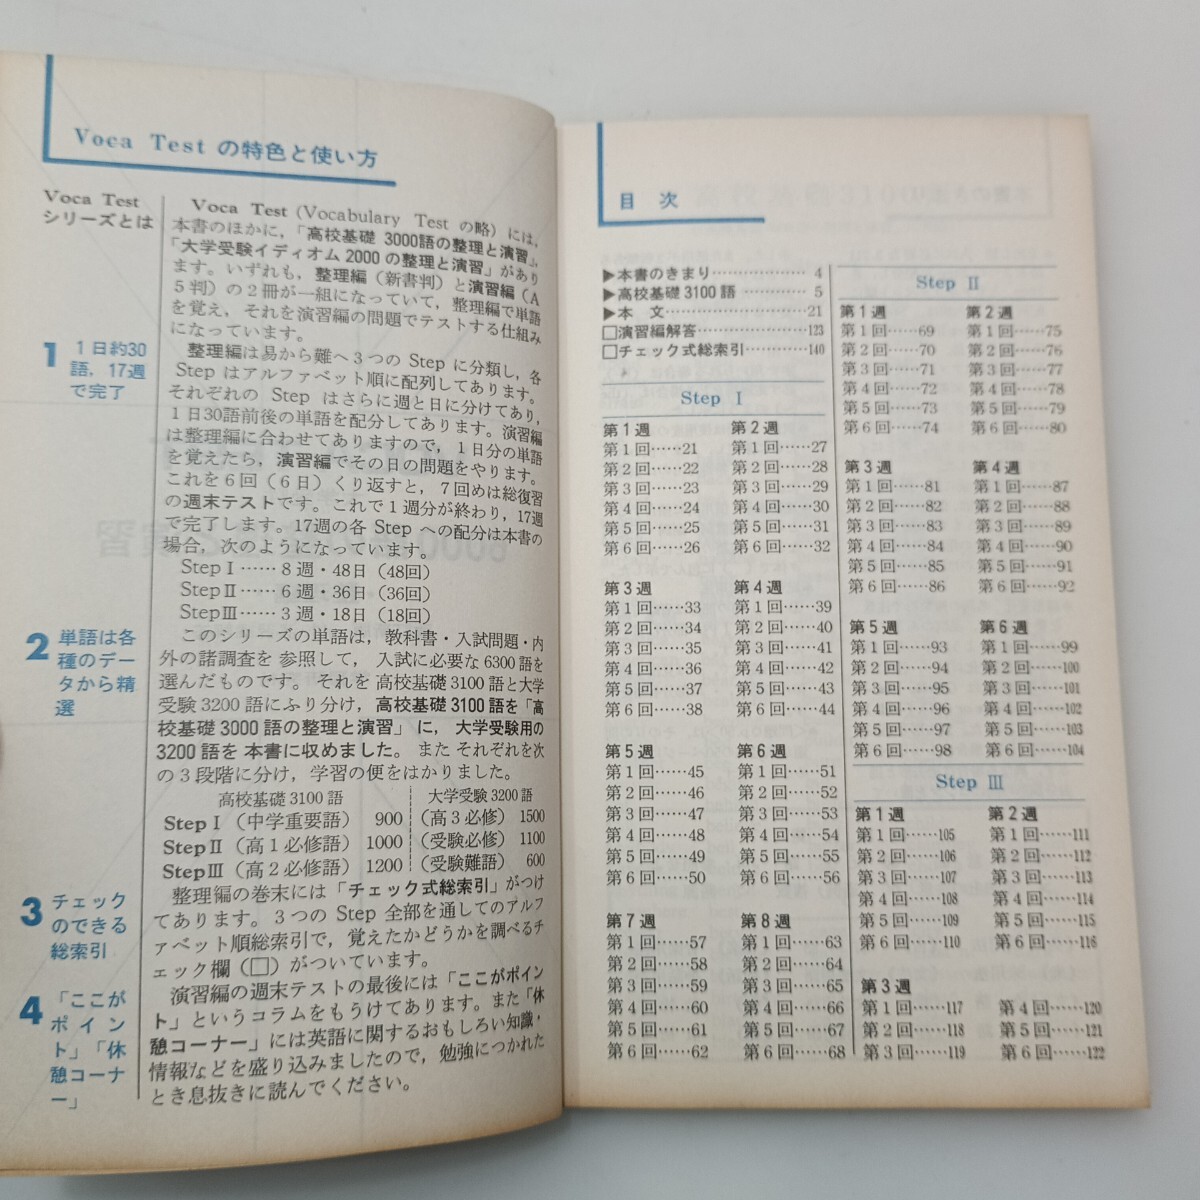 Voca Test の特色と使い方
Voca Test
シリーズとは
Voca Test (Vocabulary Test の略) には,
本書のほかに,「高校基礎 3000語の整理と演習」,
「大学受験イディオム2000の整理と演習」があり
ます。いずれも, 整理編 (新書判) と演習編 (A
5判) の2冊が一組になっていて, 整理編で単語
を覚え, それを演習編の問題でテストする仕組み
になっています。
1 1日約30
語, 17週
で完了
整理編は易から難へ3つの Step に分類し, 各
Step はアルファベット順に配列してあります。
それぞれの Step はさらに週と日に分けてあり,
1日30語前後の単語を配分してあります。演習編
は整理編に合わせてありますので, 1日分の単語
を覚えたら, 演習編でその日の問題をやります。
これを6回 (6日) くり返すと, 7回めは総復習
の週末テストです。これで1週分が終わり, 17週
で完了します。17週の各 Step への配分は本書の
場合, 次のようになっています。
StepⅠ…… 8週・48日 (48回)
StepⅡ…… 6週・36日 (36回)
StepⅢ…… 3週・18日 (18回)
2 単語は各
種のデー
タから精
選
このシリーズの単語は, 教科書・入試問題・内
外の諸調査を参照して, 入試に必要な6300語を
選んだものです。それを高校基礎3100語と大学
受験3200語にふり分け, 高校基礎3100語を「高
校基礎3000語の整理と演習」に, 大学受験用の
3200語を本書に収めました。またそれぞれを次
の3段階に分け, 学習の便をはかりました。
高校基礎3100語 大学受験3200語
StepⅠ (中学重要語) 900 (高3必修) 1500
StepⅡ (高1必修語) 1000 (受験必修) 1100
StepⅢ (高2必修語) 1200 (受験難語) 600
3 チェック
のできる
総索引
整理編の巻末には「チェック式総索引」がつけ
てあります。3つの Step 全部を通してのアルフ
ァベット順総索引で, 覚えたかどうかを調べるチ
ェック欄 (□) がついています。
4 「ここが
ポイン
ト」「休
憩コーナ
ー」
演習編の週末テストの最後には「ここがポイン
ト」というコラムをもうけてあります。また「休
憩コーナー」には英語に関するおもしろい知識・
情報などを盛り込みましたので, 勉強につかれた
とき息抜きに読んでください。
目 次
▶本書のきまり……………… 4
▶高校基礎3100語………… 5
▶本 文……………………21
□演習編解答………………123
□チェック式総索引…………140
Step Ⅰ
第1週 第2週
第1回……21 第1回……27
第2回……22 第2回……28
第3回……23 第3回……29
第4回……24 第4回……30
第5回……25 第5回……31
第6回……26 第6回……32
第3週 第4週
第1回……33 第1回……39
第2回……34 第2回……40
第3回……35 第3回……41
第4回……36 第4回……42
第5回……37 第5回……43
第6回……38 第6回……44
第5週 第6週
第1回……45 第1回……51
第2回……46 第2回……52
第3回……47 第3回……53
第4回……48 第4回……54
第5回……49 第5回……55
第6回……50 第6回……56
第7週 第8週
第1回……57 第1回……63
第2回……58 第2回……64
第3回……59 第3回……65
第4回……60 第4回……66
第5回……61 第5回……67
第6回……62 第6回……68
Step Ⅱ
第1週 第2週
第1回……69 第1回……75
第2回……70 第2回……76
第3回……71 第3回……77
第4回……72 第4回……78
第5回……73 第5回……79
第6回……74 第6回……80
第3週 第4週
第1回……81 第1回……87
第2回……82 第2回……88
第3回……83 第3回……89
第4回……84 第4回……90
第5回……85 第5回……91
第6回……86 第6回……92
第5週 第6週
第1回……93 第1回……99
第2回……94 第2回……100
第3回……95 第3回……101
第4回……96 第4回……102
第5回……97 第5回……103
第6回……98 第6回……104
Step Ⅲ
第1週 第2週
第1回……105 第1回……111
第2回……106 第2回……112
第3回……107 第3回……113
第4回……108 第4回……114
第5回……109 第5回……115
第6回……110 第6回……116
第3週
第1回……117 第4回……120
第2回……118 第5回……121
第3回……119 第6回……122